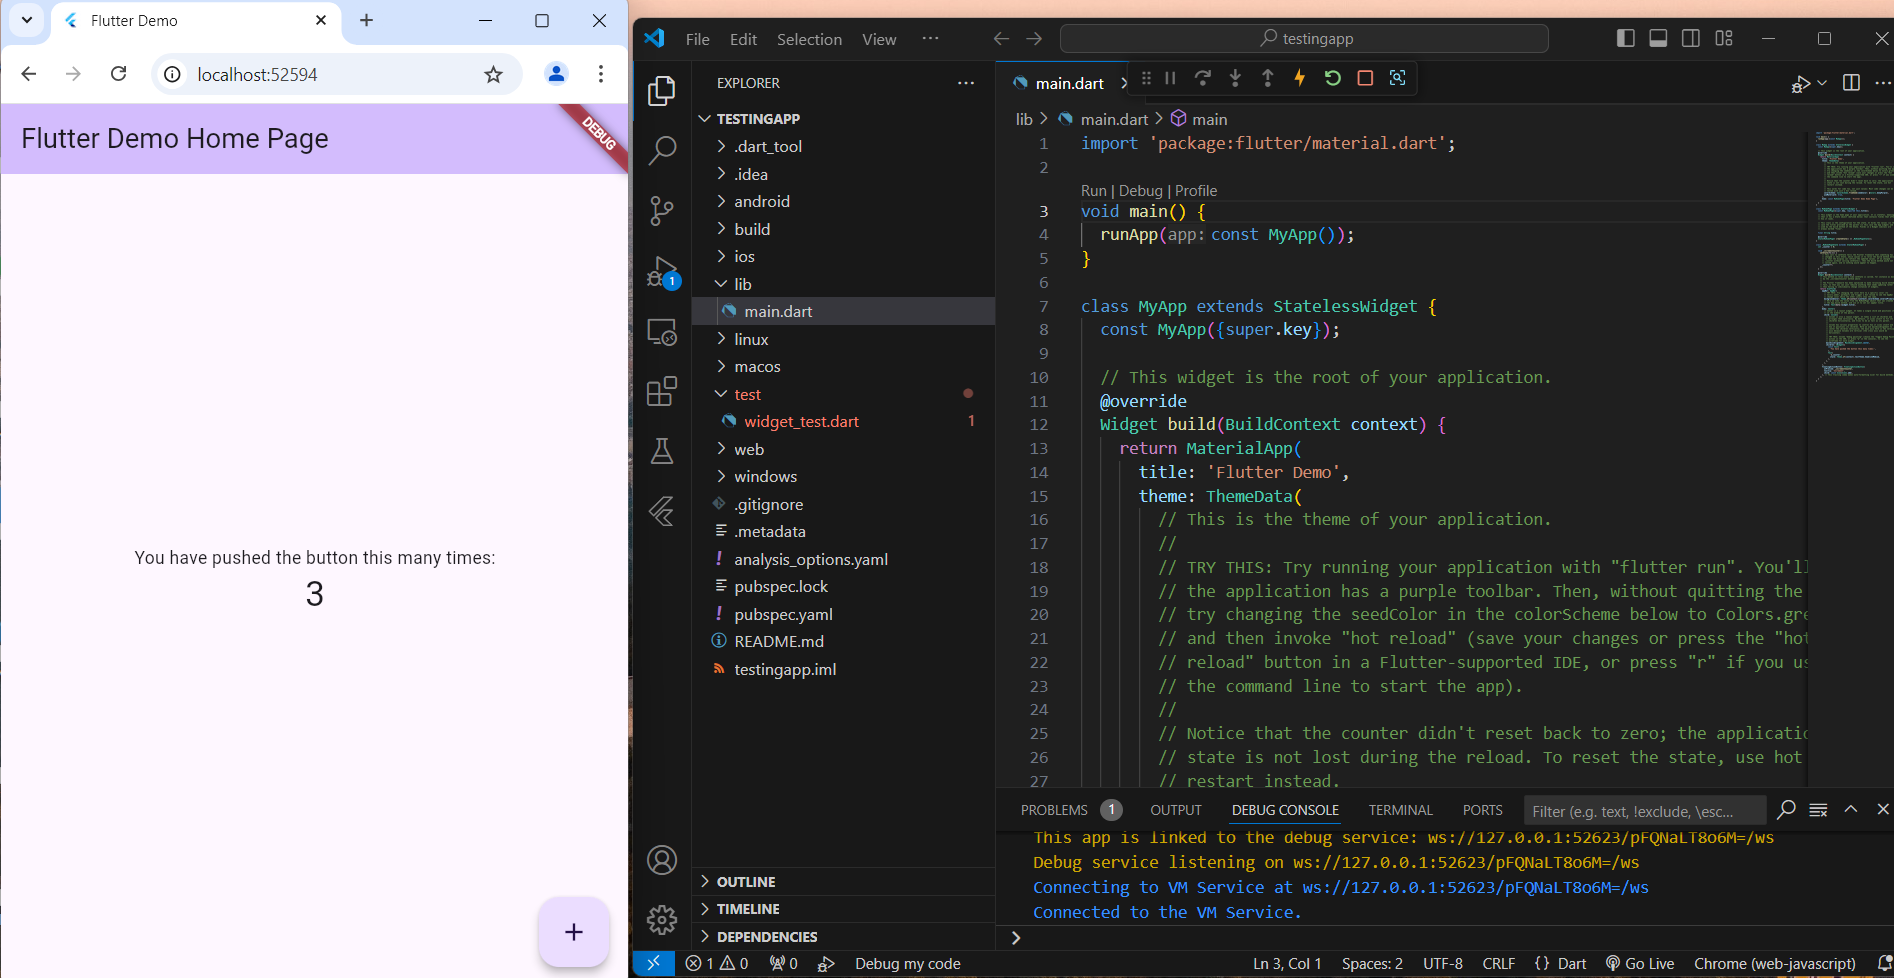 Flutter Demo
localhost:52594
Flutter Demo Home Page
DEBUG
You have pushed the button this many times:
3
+
File Edit Selection View ···
testingapp
EXPLORER
TESTINGAPP
.dart_tool
.idea
android
build
ios
lib
main.dart
linux
macos
test
widget_test.dart 1
web
windows
.gitignore
.metadata
! analysis_options.yaml
pubspec.lock
! pubspec.yaml
README.md
testingapp.iml
OUTLINE
TIMELINE
DEPENDENCIES
1
main.dart
lib > main.dart > main
1 import 'package:flutter/material.dart';
2
Run | Debug | Profile
3 void main() {
4 runApp(app: const MyApp());
5 }
6
7 class MyApp extends StatelessWidget {
8 const MyApp({super.key});
9
10 // This widget is the root of your application.
11 @override
12 Widget build(BuildContext context) {
13 return MaterialApp(
14 title: 'Flutter Demo',
15 theme: ThemeData(
16 // This is the theme of your application.
17 //
18 // TRY THIS: Try running your application with "flutter run". You'll
19 // the application has a purple toolbar. Then, without quitting the
20 // try changing the seedColor in the colorScheme below to Colors.gre
21 // and then invoke "hot reload" (save your changes or press the "hot
22 // reload" button in a Flutter-supported IDE, or press "r" if you us
23 // the command line to start the app).
24 //
25 // Notice that the counter didn't reset back to zero; the applicatio
26 // state is not lost during the reload. To reset the state, use hot
27 // restart instead.
PROBLEMS 1 OUTPUT DEBUG CONSOLE TERMINAL PORTS Filter (e.g. text, !exclude, \esc...
This app is linked to the debug service: ws://127.0.0.1:52623/pFQNaLT8o6M=/ws
Debug service listening on ws://127.0.0.1:52623/pFQNaLT8o6M=/ws
Connecting to VM Service at ws://127.0.0.1:52623/pFQNaLT8o6M=/ws
Connected to the VM Service.
>
1 0 0 Debug my code Ln 3, Col 1 Spaces: 2 UTF-8 CRLF {} Dart Go Live Chrome (web-javascript)